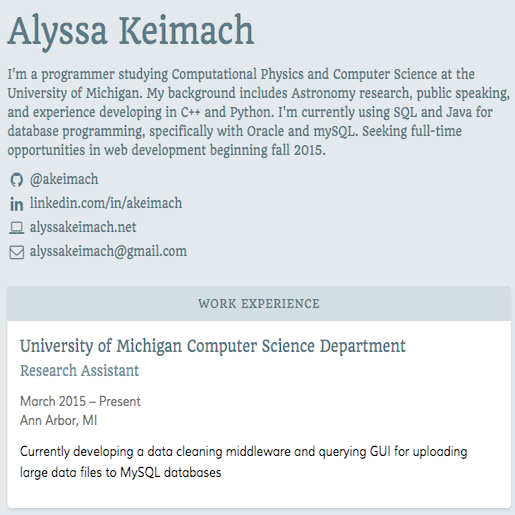 Alyssa Keimach
I'm a programmer studying Computational Physics and Computer Science at the
University of Michigan. My background includes Astronomy research, public speaking,
and experience developing in C++ and Python. I'm currently using SQL and Java for
database programming, specifically with Oracle and mySQL. Seeking full-time
opportunities in web development beginning fall 2015.
@akeimach
linkedin.com/in/akeimach
alyssakeimach.net
alyssakeimach@gmail.com
WORK EXPERIENCE
University of Michigan Computer Science Department
Research Assistant
March 2015 – Present
Ann Arbor, MI
Currently developing a data cleaning middleware and querying GUI for uploading
large data files to MySQL databases